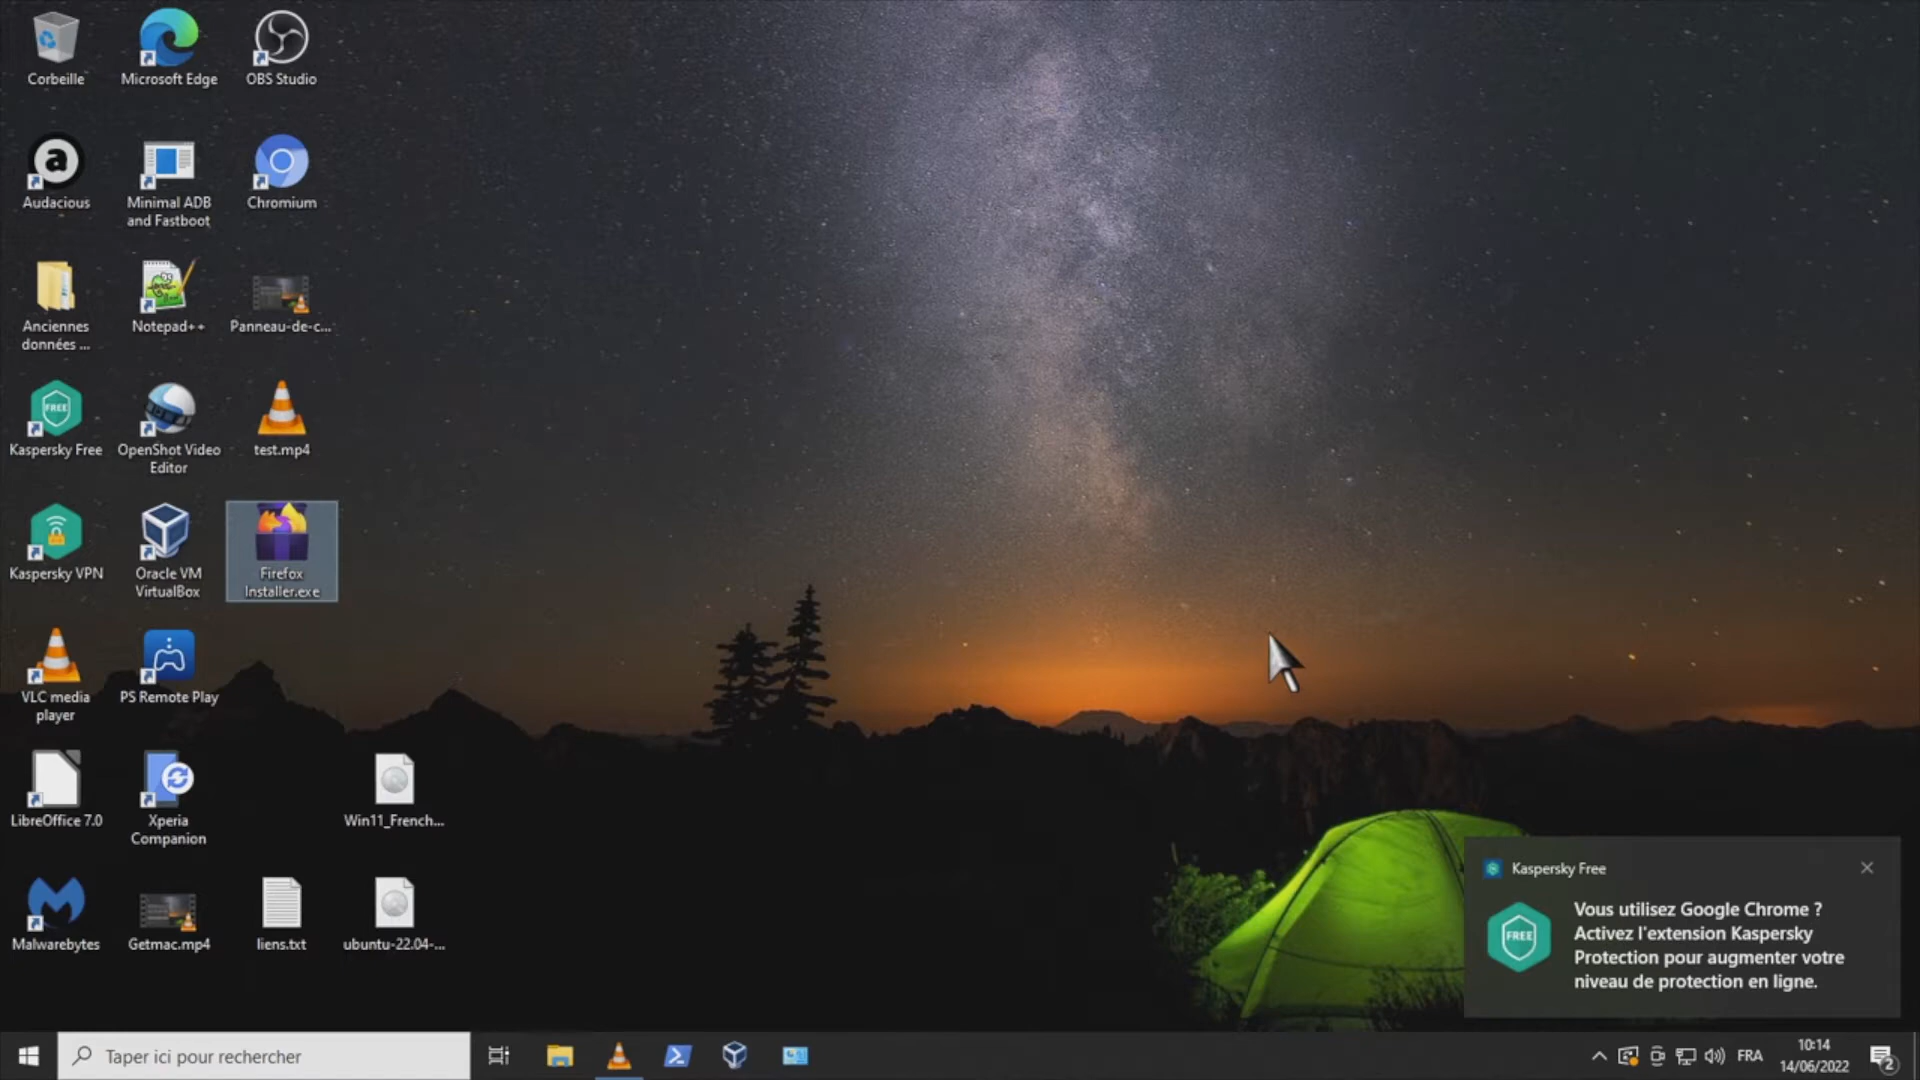 Corbeille
Microsoft Edge
OBS Studio
a
Audacious
Minimal ADB
and Fastboot
Chromium
Anciennes
données ...
Notepad++
Panneau-de-c...
FREE
Kaspersky Free
OpenShot Video
Editor
test.mp4
Kaspersky VPN
Oracle VM
VirtualBox
Firefox
Installer.exe
VLC media
player
PS Remote Play
LibreOffice 7.0
Xperia
Companion
Win11_French...
Malwarebytes
Getmac.mp4
liens.txt
ubuntu-22.04-...
Kaspersky Free
FREE
Vous utilisez Google Chrome ?
Activez l'extension Kaspersky
Protection pour augmenter votre
niveau de protection en ligne.
Taper ici pour rechercher
FRA
10:14
14/06/2022
2